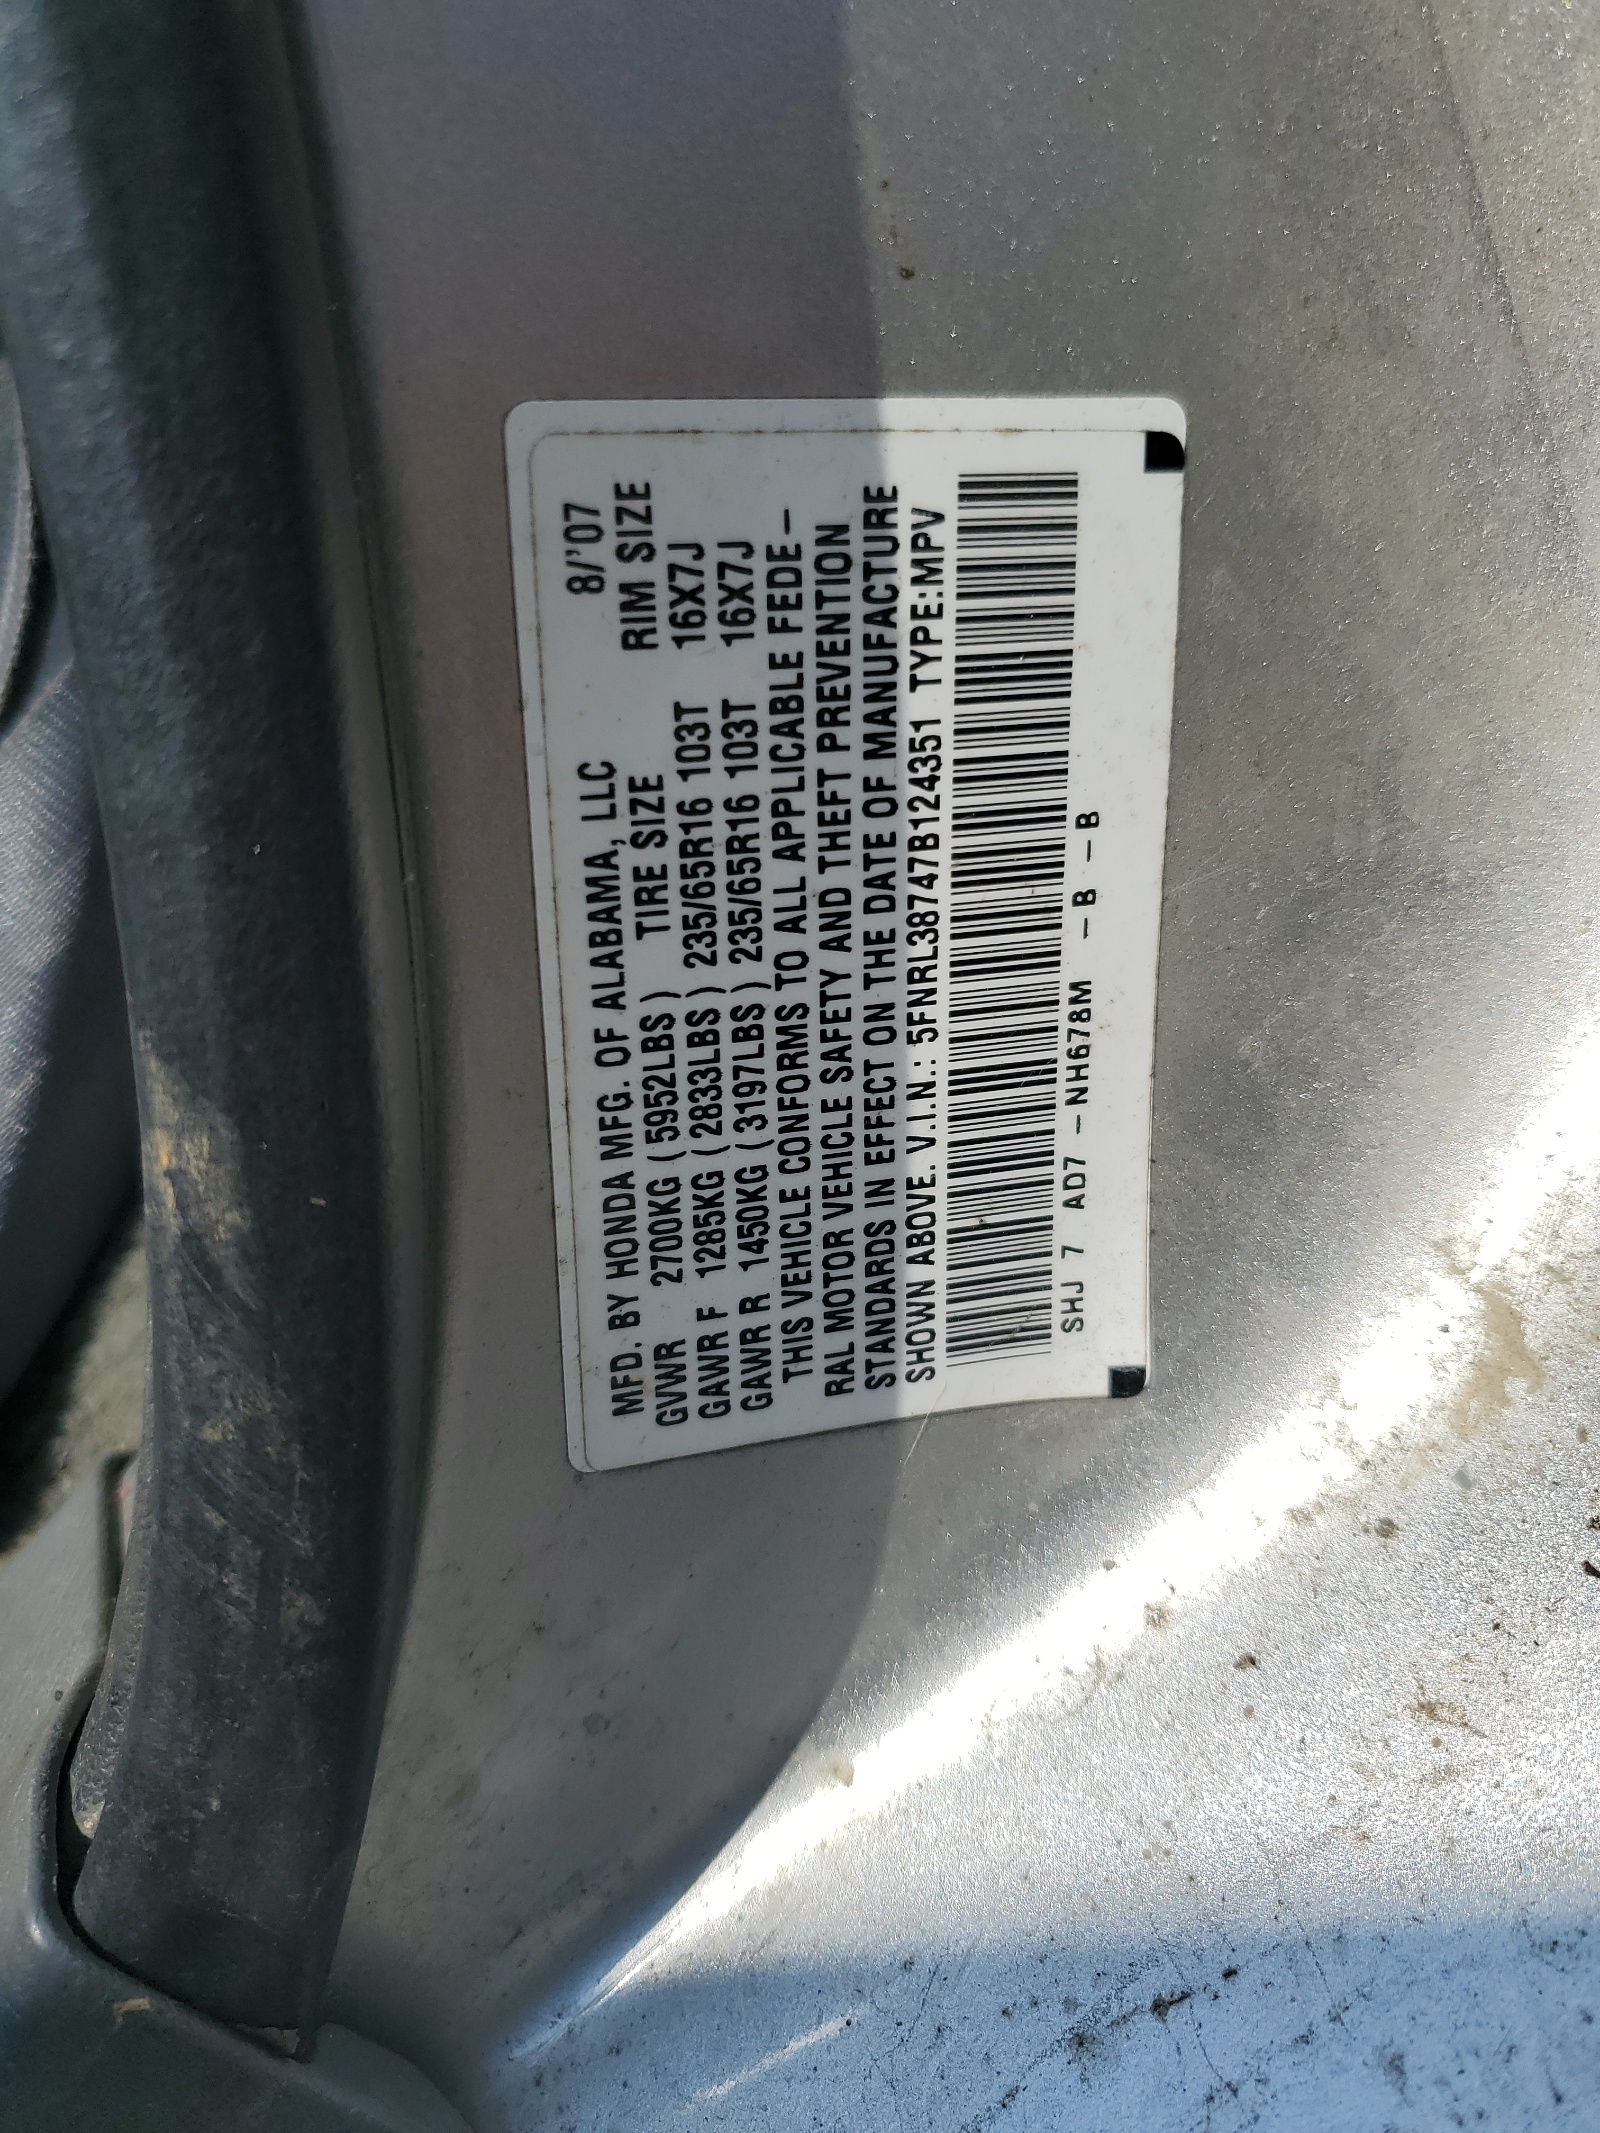 MFD. BY HONDA MFG. OF ALABAMA, LLC 8/'07
GVWR 2700KG (5952LBS) TIRE SIZE RIM SIZE
GAWR F 1285KG (2833LBS) 235/65R16 103T 16X7J
GAWR R 1450KG (3197LBS) 235/65R16 103T 16X7J
THIS VEHICLE CONFORMS TO ALL APPLICABLE FEDE-
RAL MOTOR VEHICLE SAFETY AND THEFT PREVENTION
STANDARDS IN EFFECT ON THE DATE OF MANUFACTURE
SHOWN ABOVE. V.I.N.: 5FNRL38747B124351 TYPE:MPV
SHJ 7 AD7 -NH678M -B -B